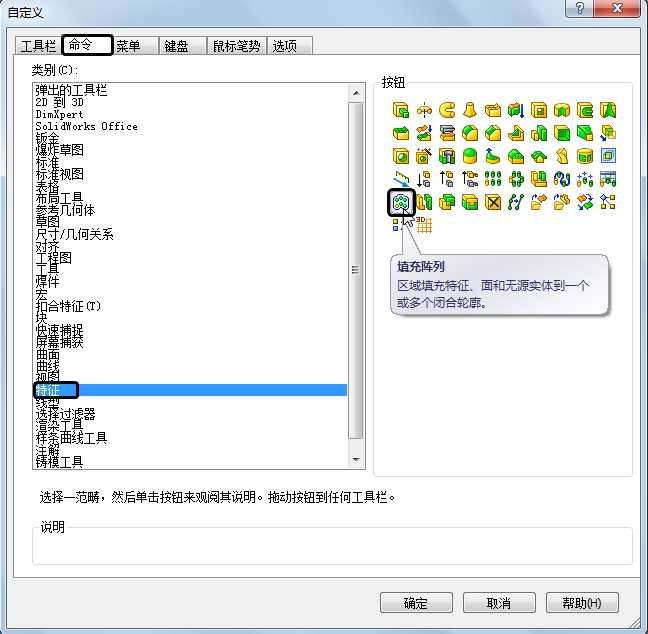 自定义
工具栏 命令 菜单 键盘 鼠标笔势 选项
类别(C):
按钮
弹出的工具栏
2D 到 3D
DimXpert
SolidWorks Office
钣金
爆炸草图
标准
标准视图
表格
布局工具
参考几何体
草图
尺寸/几何关系
对齐
工程图
工具
焊件
宏
扣合特征(T)
块
快速捕捉
屏幕捕获
曲面
曲线
视图
特征
线型
选择过滤器
渲染工具
样条曲线工具
注解
铸模工具
3D
填充阵列
区域填充特征、面和无源实体到一个
或多个闭合轮廓。
选择一范畴，然后单击按钮来观阅其说明。拖动按钮到任何工具栏。
说明
确定 取消 帮助(H)